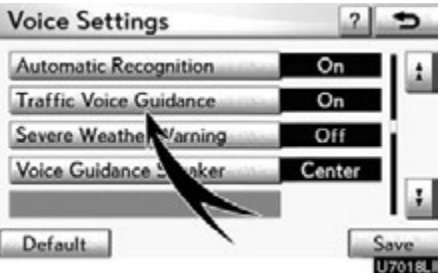 Voice Settings ?
Automatic Recognition On
Traffic Voice Guidance On
Severe Weather Warning Off
Voice Guidance Speaker Center
Default Save